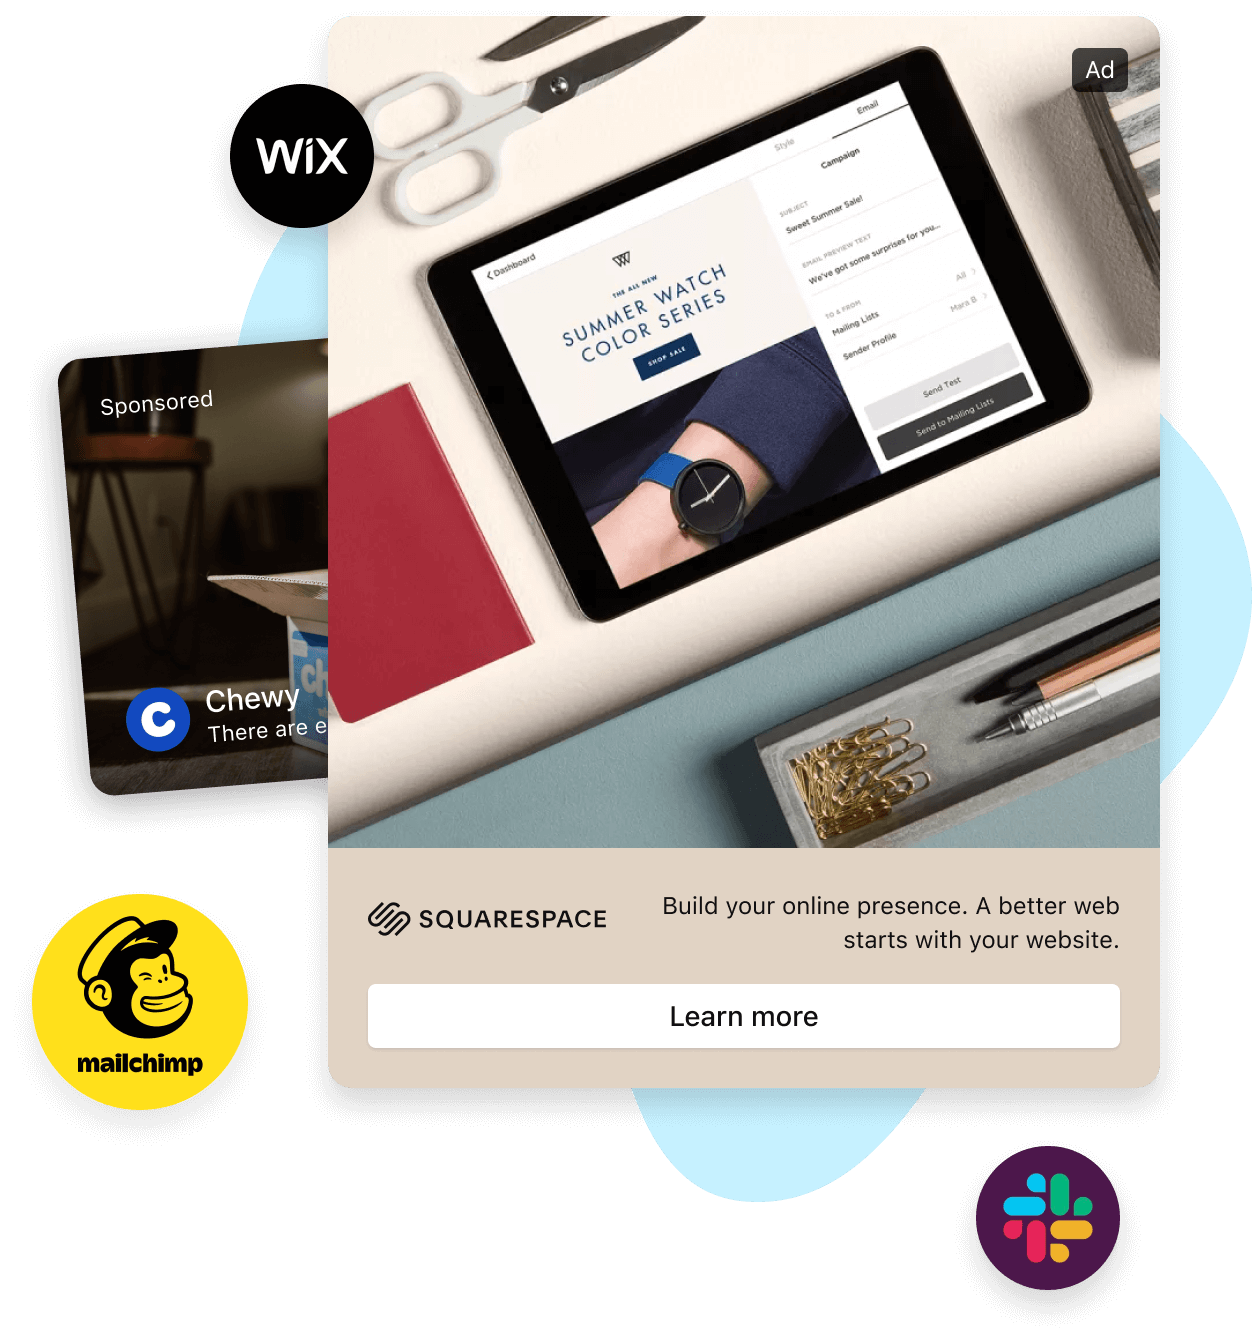 Ad
WiX
Style
Email
Campaign
SUBJECT
Sweet Summer Sale!
EMAIL PREVIEW TEXT
We've got some surprises for you...
TO & FROM
Mailing Lists
All
Sender Profile
Mara B
Send Test
Send to Mailing Lists
Dashboard
THE ALL NEW
SUMMER WATCH
COLOR SERIES
SHOP SALE
Sponsored
ch
Chewy
There are e
SQUARESPACE
Build your online presence. A better web
starts with your website.
Learn more
mailchimp